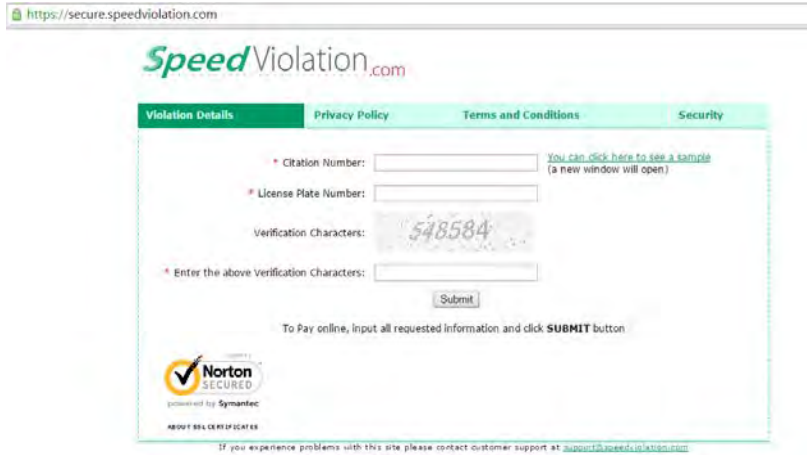 https://secure.speedviolation.com
Speed Violation.com
Violation Details Privacy Policy Terms and Conditions Security
* Citation Number: You can click here to see a sample
(a new window will open)
* License Plate Number:
Verification Characters: 548584
* Enter the above Verification Characters:
Submit
To Pay online, input all requested information and click SUBMIT button
Norton
SECURED
powered by Symantec
ABOUT SSL CERTIFICATES
If you experience problems with this site please contact customer support at support@speedviolation.com